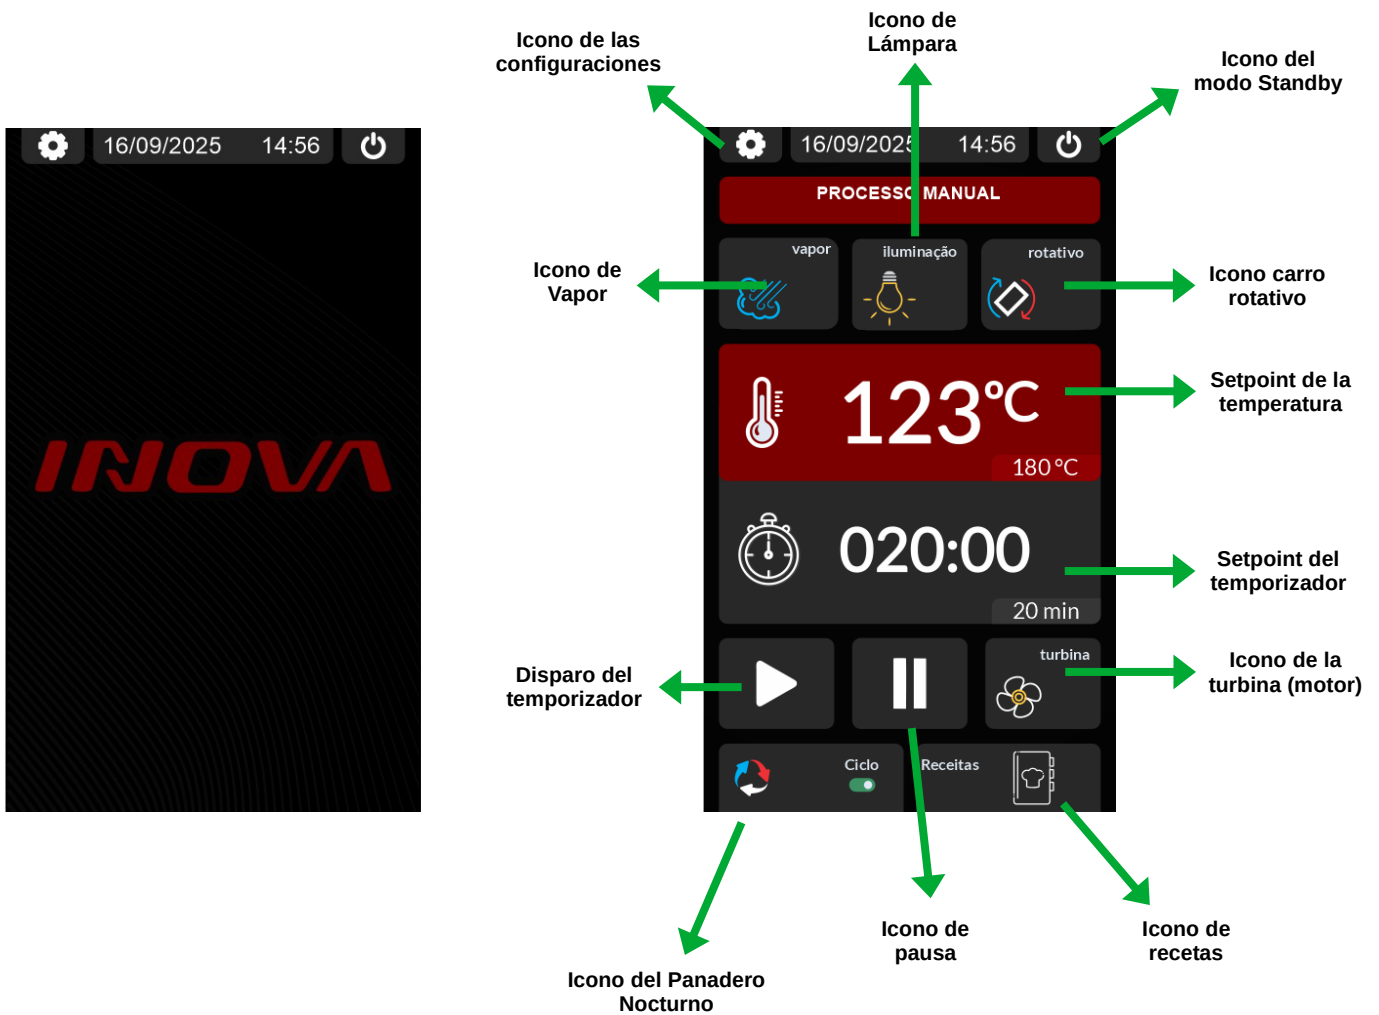 Icono de
Lámpara
Icono de las
configuraciones
Icono del
modo Standby
16/09/2025 14:56
16/09/2025 14:56
PROCESSO MANUAL
vapor
iluminação
rotativo
Icono de
Vapor
Icono carro
rotativo
123°C
180 °C
Setpoint de la
temperatura
INOVA
020:00
20 min
Setpoint del
temporizador
Disparo del
temporizador
turbina
Icono de la
turbina (motor)
Ciclo
Receitas
Icono de
pausa
Icono de
recetas
Icono del Panadero
Nocturno